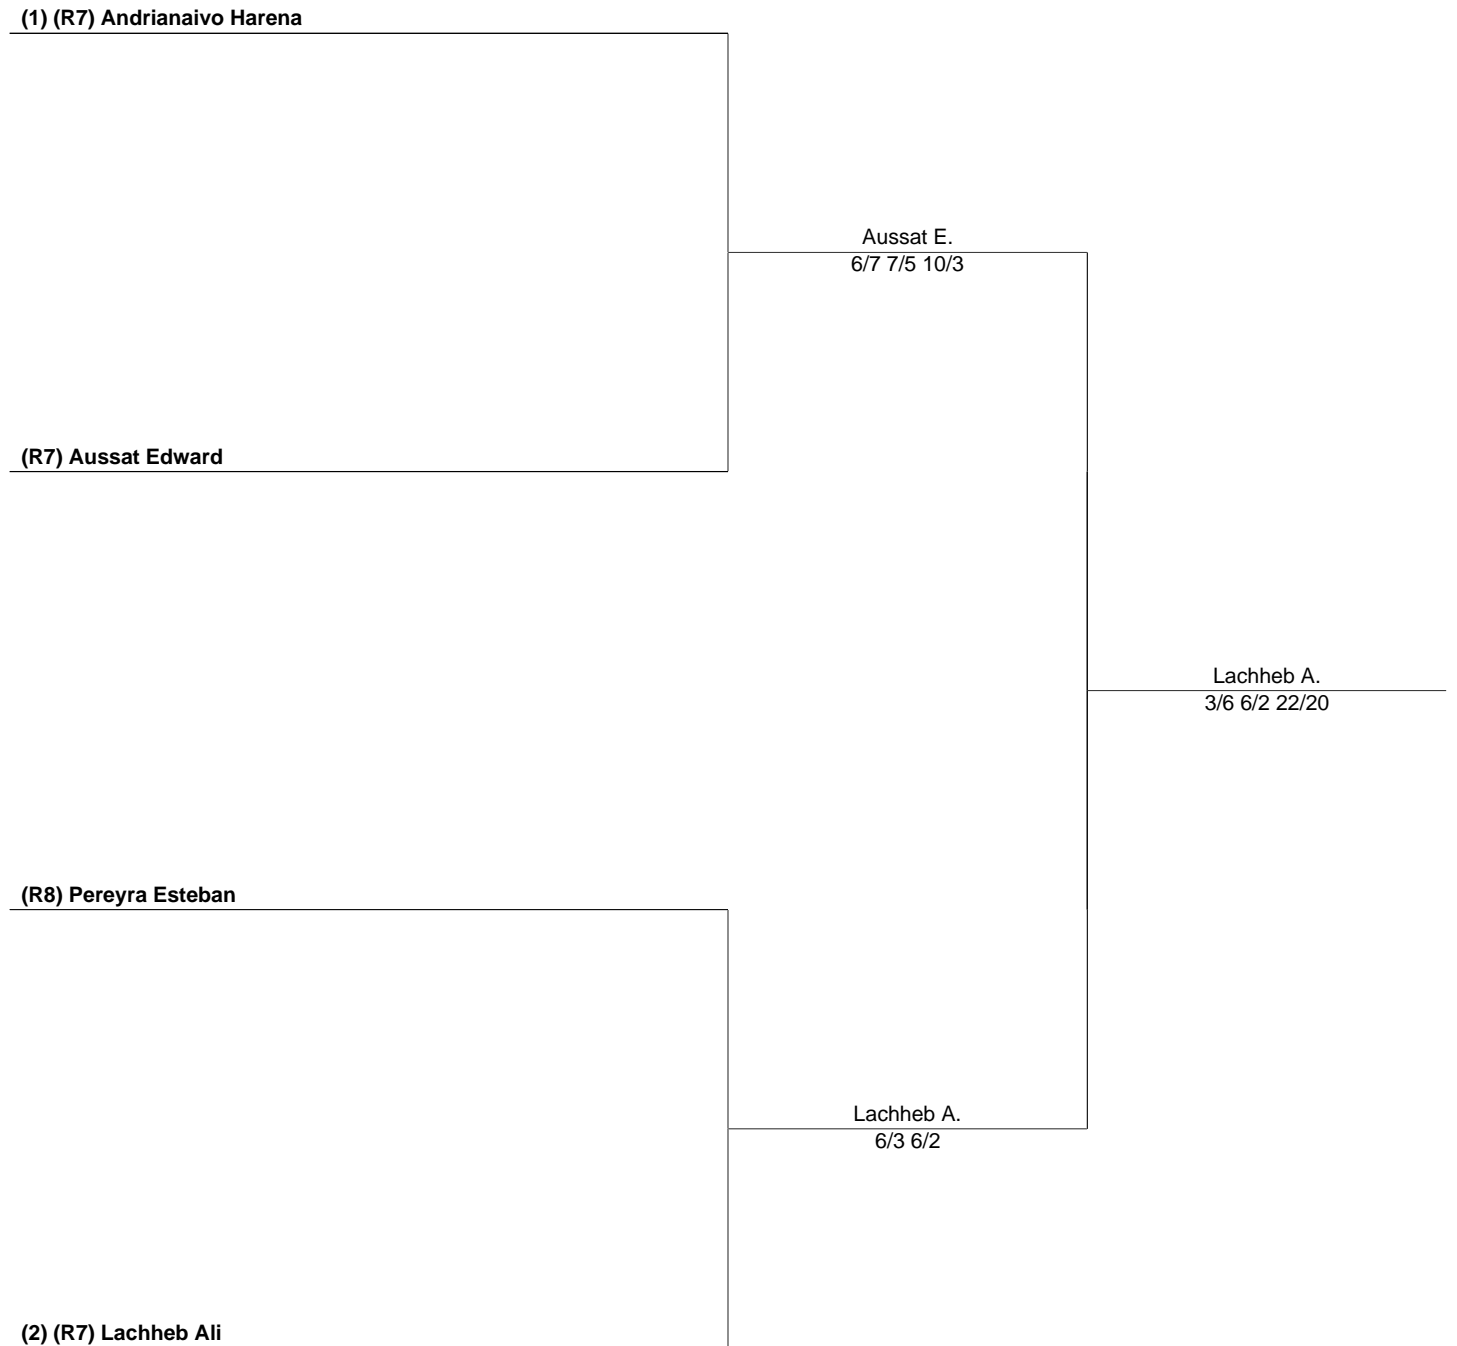 (1) (R7) Andrianaivo Harena
Aussat E.
6/7 7/5 10/3
(R7) Aussat Edward
Lachheb A.
3/6 6/2 22/20
(R8) Pereyra Esteban
Lachheb A.
6/3 6/2
(2) (R7) Lachheb Ali